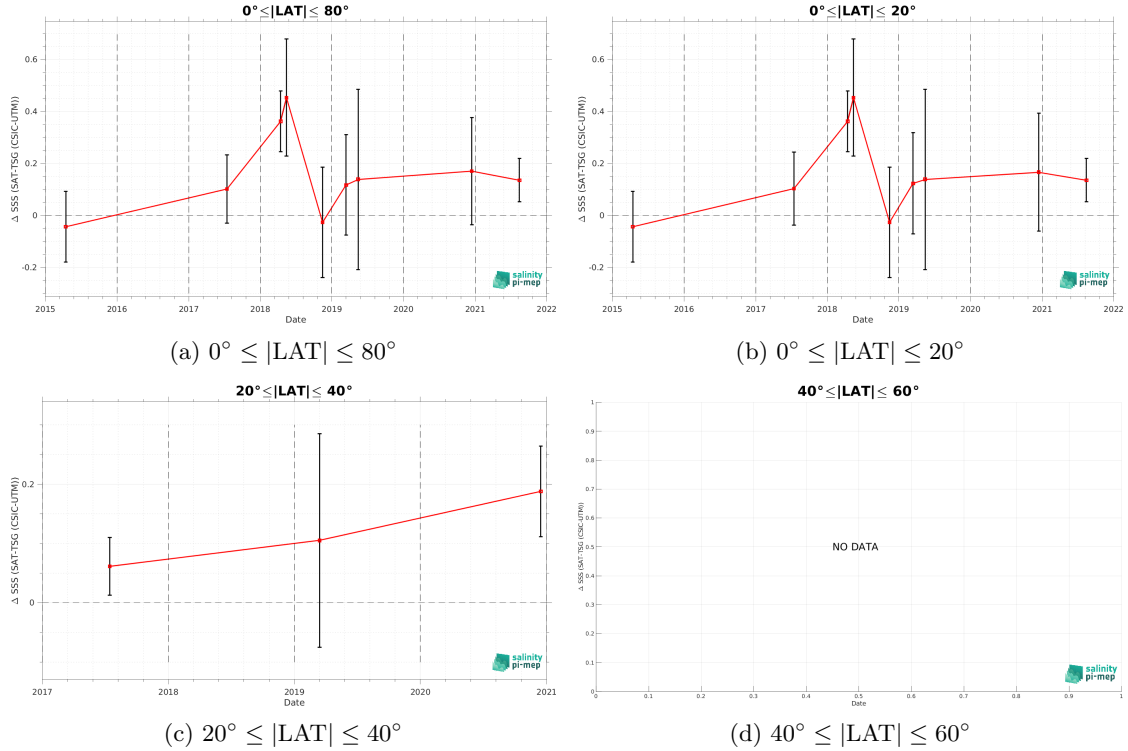 0°≤|LAT|≤ 80°
Δ SSS (SAT-TSG (CSIC-UTM))
0.6
0.4
0.2
0
-0.2
2015 2016 2017 2018 2019 2020 2021 2022
Date
salinity
pi-mep
(a) 0° ≤ |LAT| ≤ 80°
0°≤|LAT|≤ 20°
Δ SSS (SAT-TSG (CSIC-UTM))
0.6
0.4
0.2
0
-0.2
2015 2016 2017 2018 2019 2020 2021 2022
Date
salinity
pi-mep
(b) 0° ≤ |LAT| ≤ 20°
20°≤|LAT|≤ 40°
Δ SSS (SAT-TSG (CSIC-UTM))
0.2
0
2017 2018 2019 2020 2021
Date
salinity
pi-mep
(c) 20° ≤ |LAT| ≤ 40°
40°≤|LAT|≤ 60°
Δ SSS (SAT-TSG (CSIC-UTM))
1
0.9
0.8
0.7
0.6
0.5
0.4
0.3
0.2
0.1
0
NO DATA
0 0.1 0.2 0.3 0.4 0.5 0.6 0.7 0.8 0.9 1
Date
salinity
pi-mep
(d) 40° ≤ |LAT| ≤ 60°